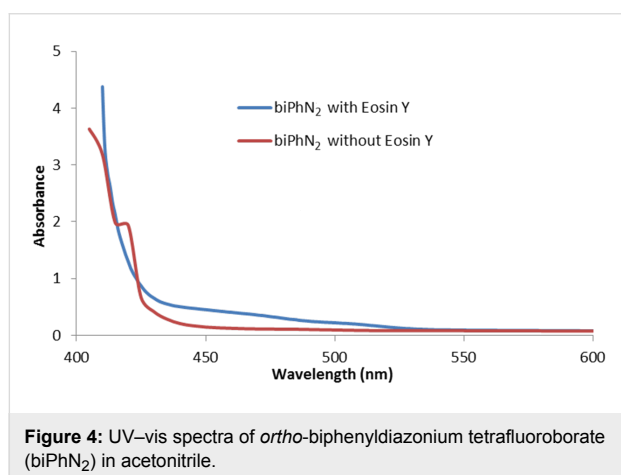 5
4
3
2
1
0
Absorbance
biPhN₂ with Eosin Y
biPhN₂ without Eosin Y
400
450
500
550
600
Wavelength (nm)
Figure 4: UV–vis spectra of ortho-biphenyldiazonium tetrafluoroborate
(biPhN₂) in acetonitrile.